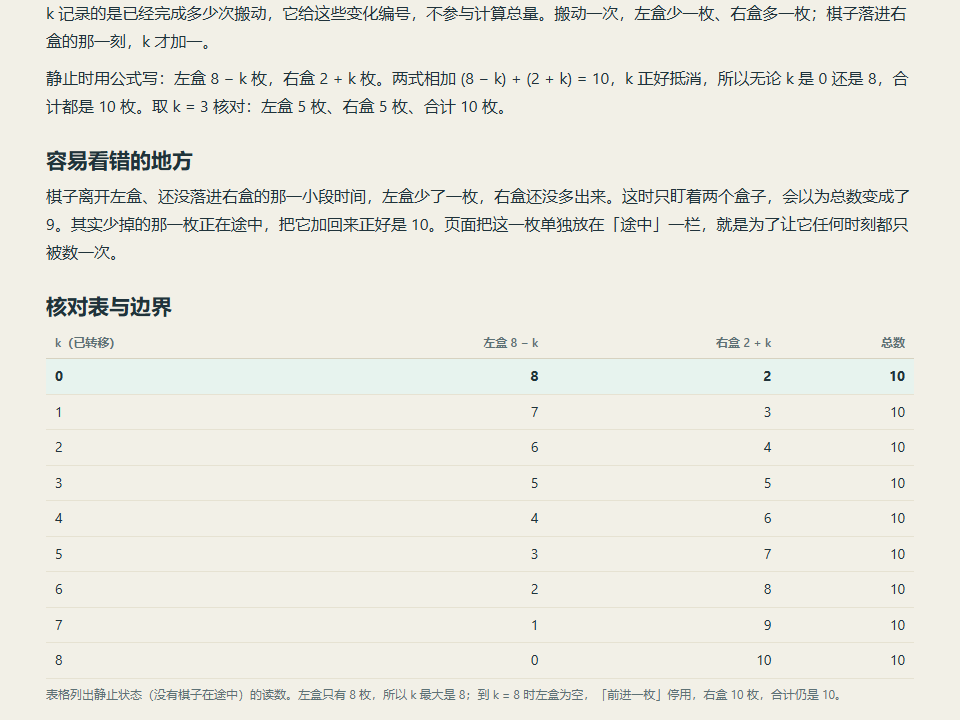 k 记录的是已经完成多少次搬动，它给这些变化编号，不参与计算总量。搬动一次，左盒少一枚、右盒多一枚；棋子落进右
盒的那一刻，k 才加一。
静止时用公式写：左盒 8 − k 枚，右盒 2 + k 枚。两式相加 (8 − k) + (2 + k) = 10，k 正好抵消，所以无论 k 是 0 还是 8，合
计都是 10 枚。取 k = 3 核对：左盒 5 枚、右盒 5 枚、合计 10 枚。
容易看错的地方
棋子离开左盒、还没落进右盒的那一小段时间，左盒少了一枚，右盒还没多出来。这时只盯着两个盒子，会以为总数变成了
9。其实少掉的那一枚正在途中，把它加回来正好是 10。页面把这一枚单独放在「途中」一栏，就是为了让它任何时刻都只
被数一次。
核对表与边界
k（已转移） 左盒 8 − k 右盒 2 + k 总数
0 8 2 10
1 7 3 10
2 6 4 10
3 5 5 10
4 4 6 10
5 3 7 10
6 2 8 10
7 1 9 10
8 0 10 10
表格列出静止状态（没有棋子在途中）的读数。左盒只有 8 枚，所以 k 最大是 8；到 k = 8 时左盒为空，「前进一枚」停用，右盒 10 枚，合计仍是 10。